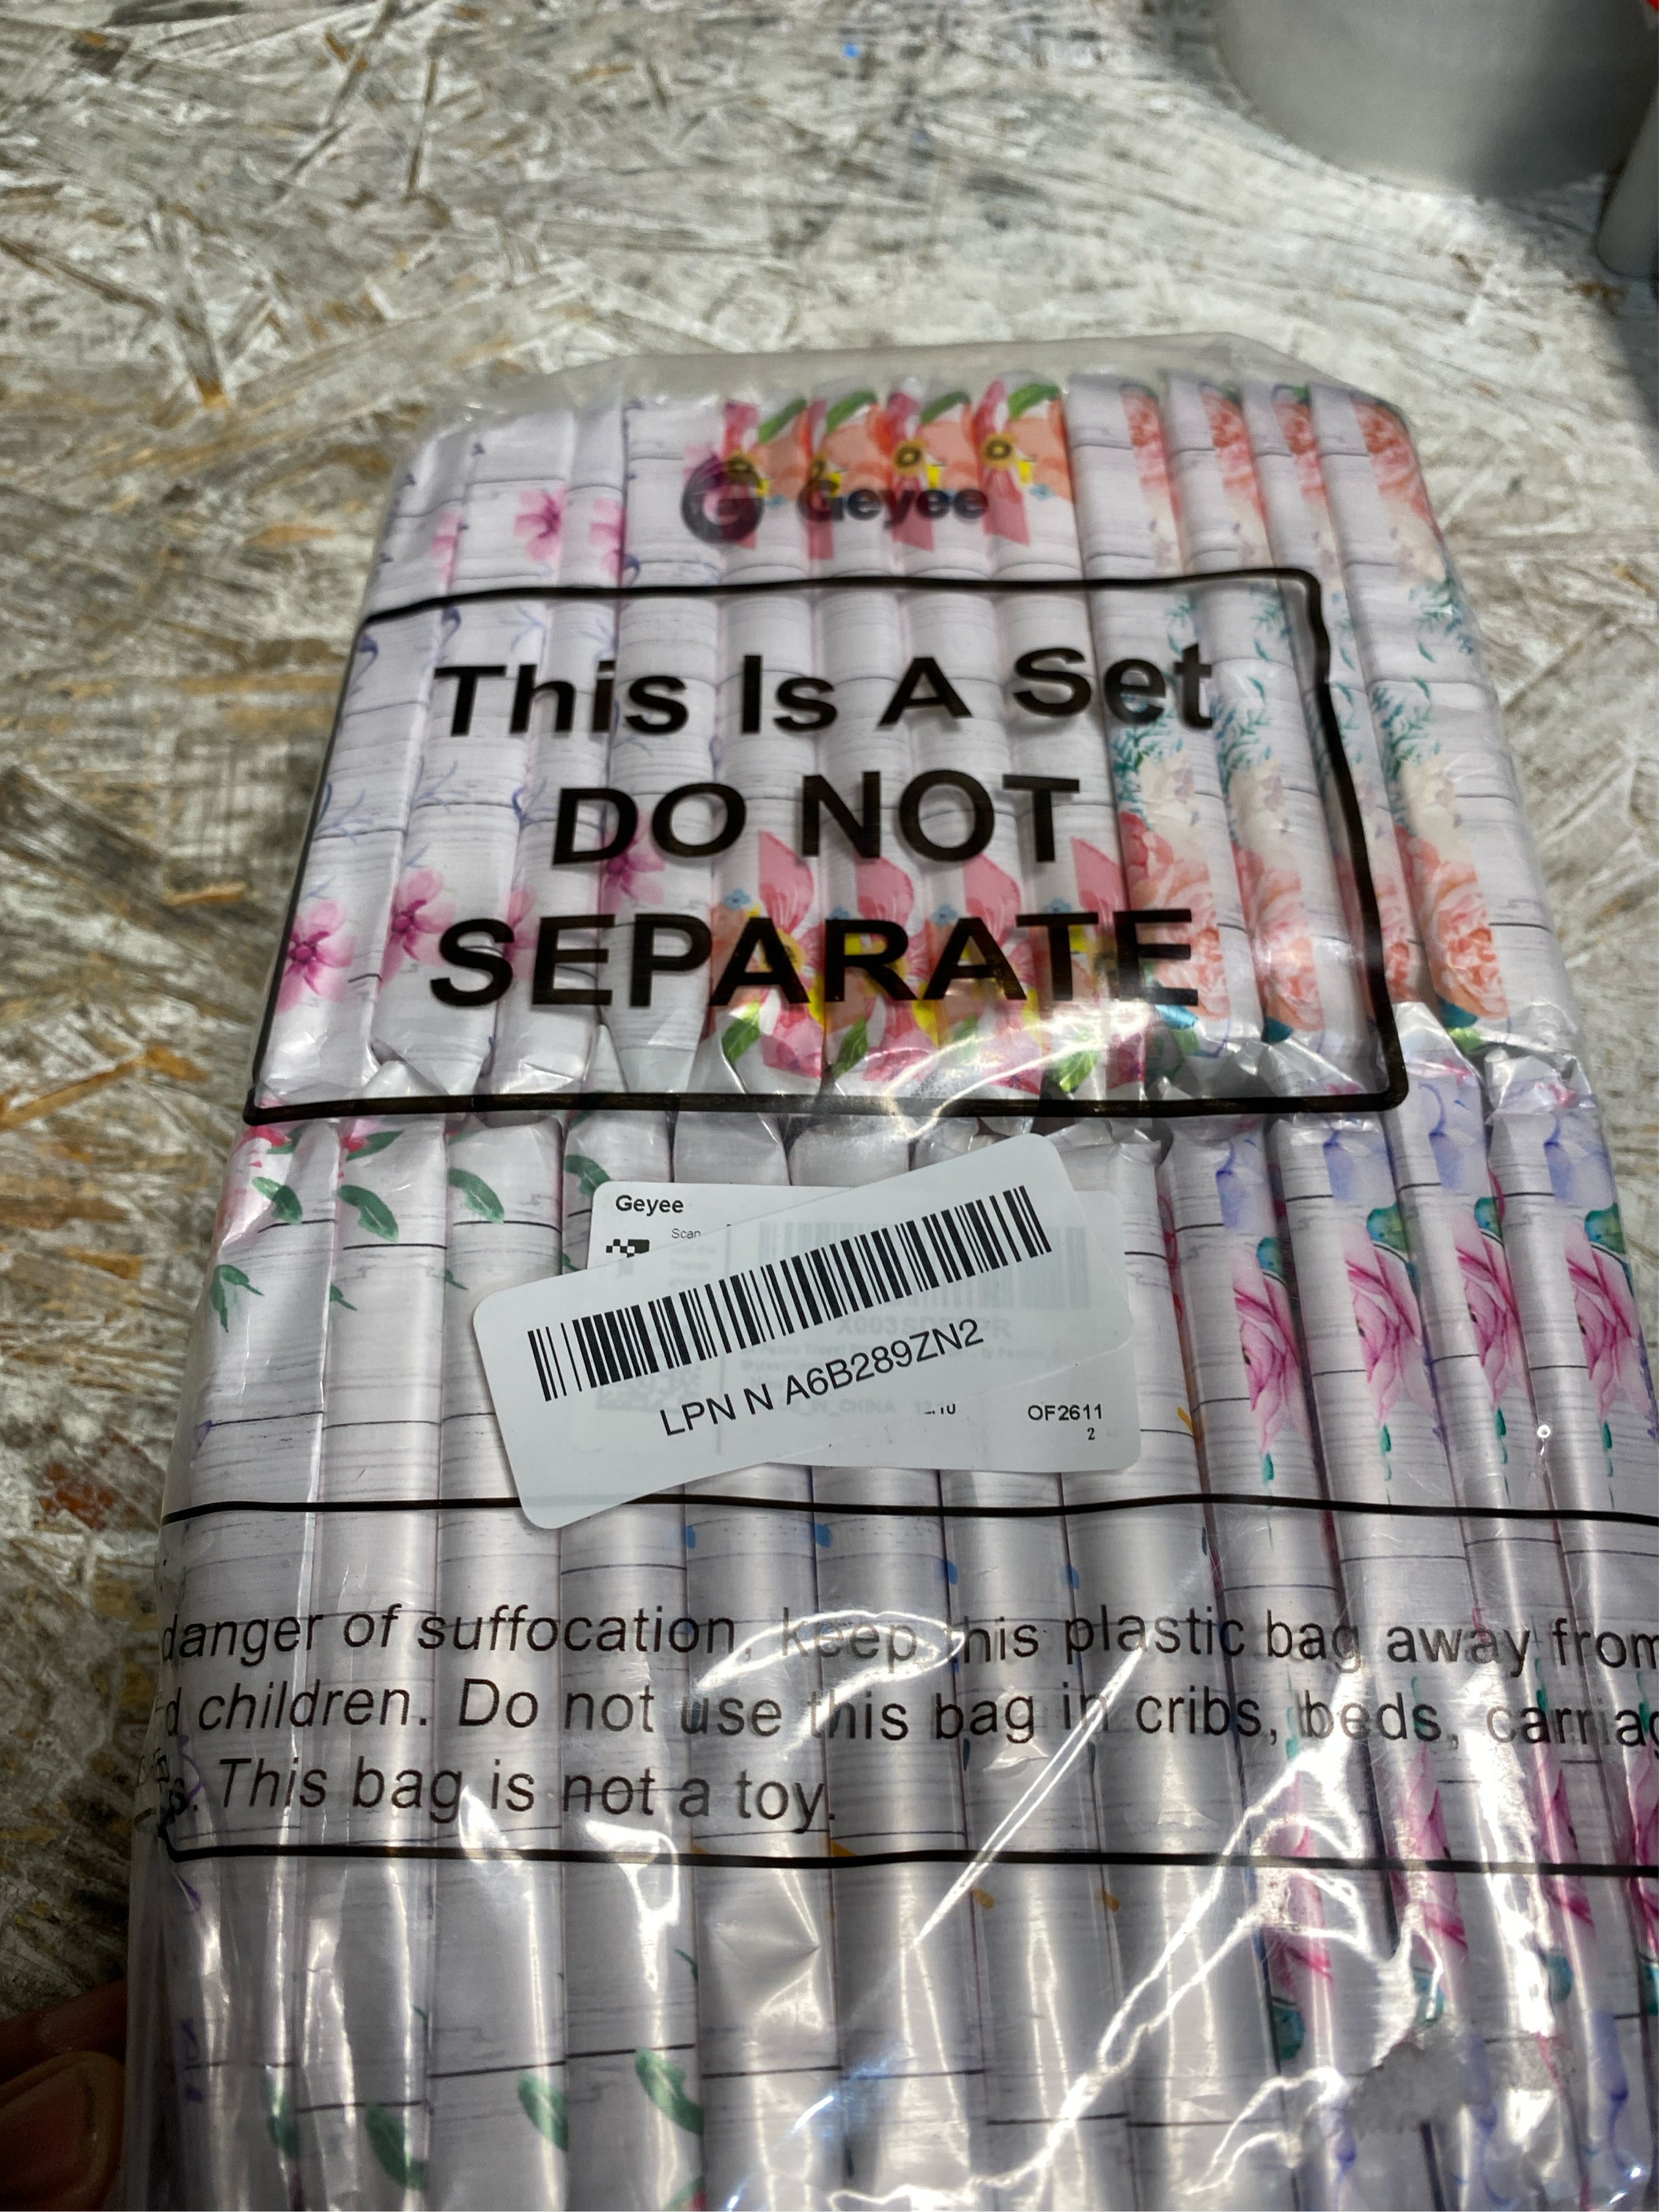 Geyee
This Is A Set
DO NOT
SEPARATE
Geyee
Scan
LPN N A6B289ZN2
OF2611
2
danger of suffocation, keep this plastic bag away from
children. Do not use this bag in cribs, beds,
This bag is not a toy.